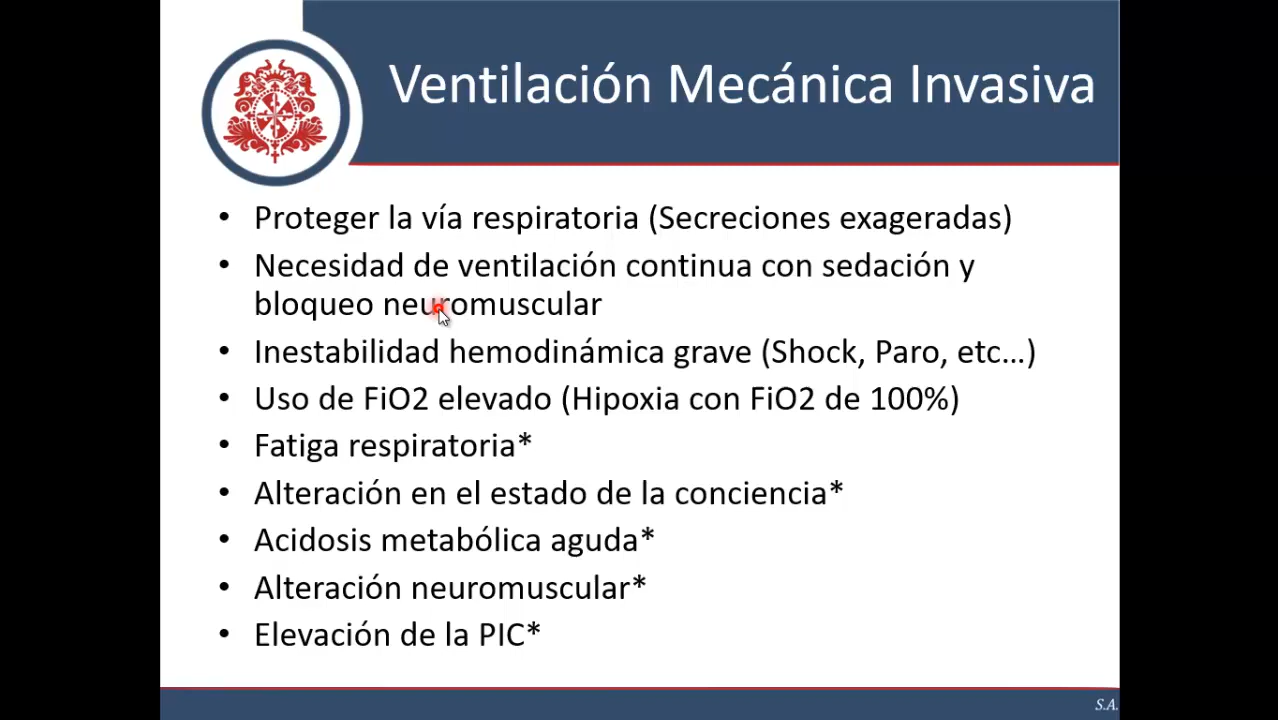 Ventilación Mecánica Invasiva
• Proteger la vía respiratoria (Secreciones exageradas)
• Necesidad de ventilación continua con sedación y
bloqueo neuromuscular
• Inestabilidad hemodinámica grave (Shock, Paro, etc…)
• Uso de FiO2 elevado (Hipoxia con FiO2 de 100%)
• Fatiga respiratoria*
• Alteración en el estado de la conciencia*
• Acidosis metabólica aguda*
• Alteración neuromuscular*
• Elevación de la PIC*
S.A.